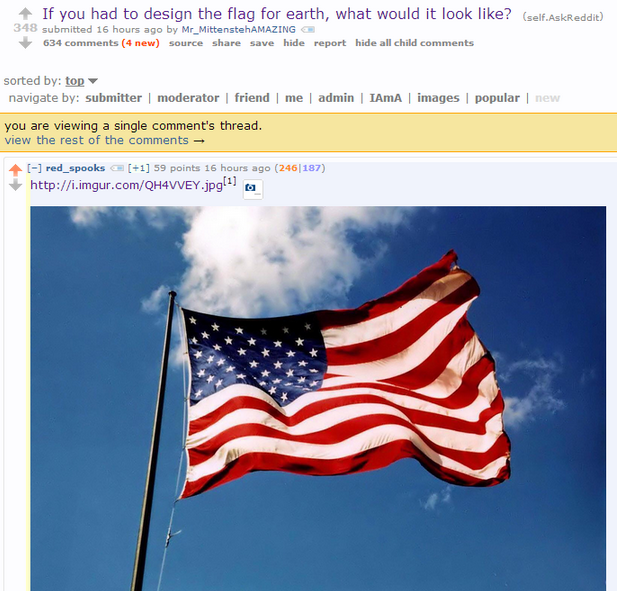 If you had to design the flag for earth, what would it look like? (self.AskReddit)
348
submitted 16 hours ago by Mr_MittenstehAMAZING
634 comments (4 new) source share save hide report hide all child comments
sorted by: top
navigate by: submitter | moderator | friend | me | admin | IAmA | images | popular | new
you are viewing a single comment's thread.
view the rest of the comments →
[−] red_spooks [+1] 59 points 16 hours ago (246|187)
http://i.imgur.com/QH4VVEY.jpg[1]